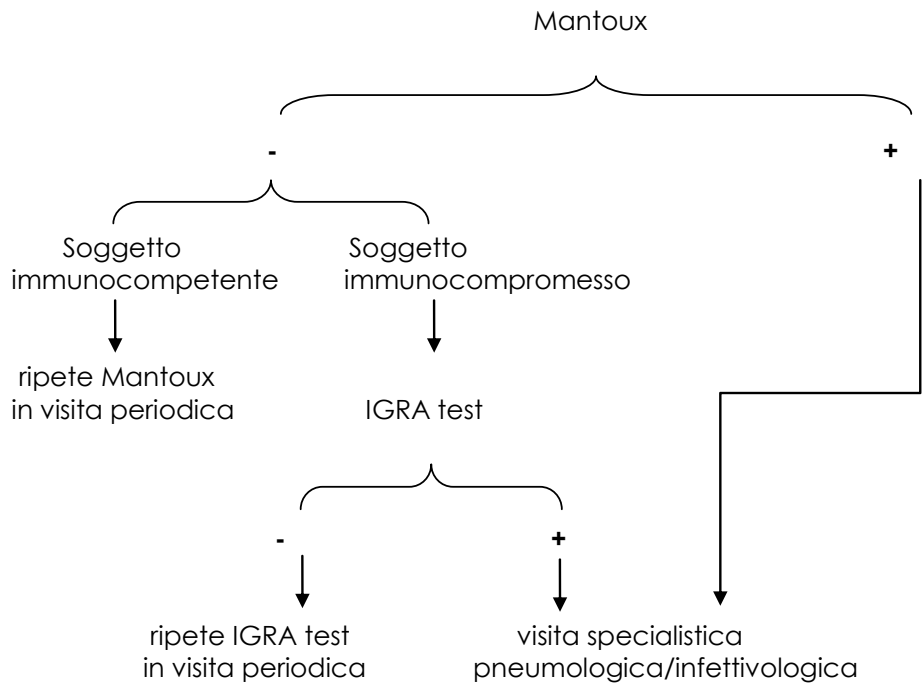 Mantoux
-
+
Soggetto
immunocompetente
Soggetto
immunocompromesso
ripete Mantoux
in visita periodica
IGRA test
-
+
ripete IGRA test
in visita periodica
visita specialistica
pneumologica/infettivologica